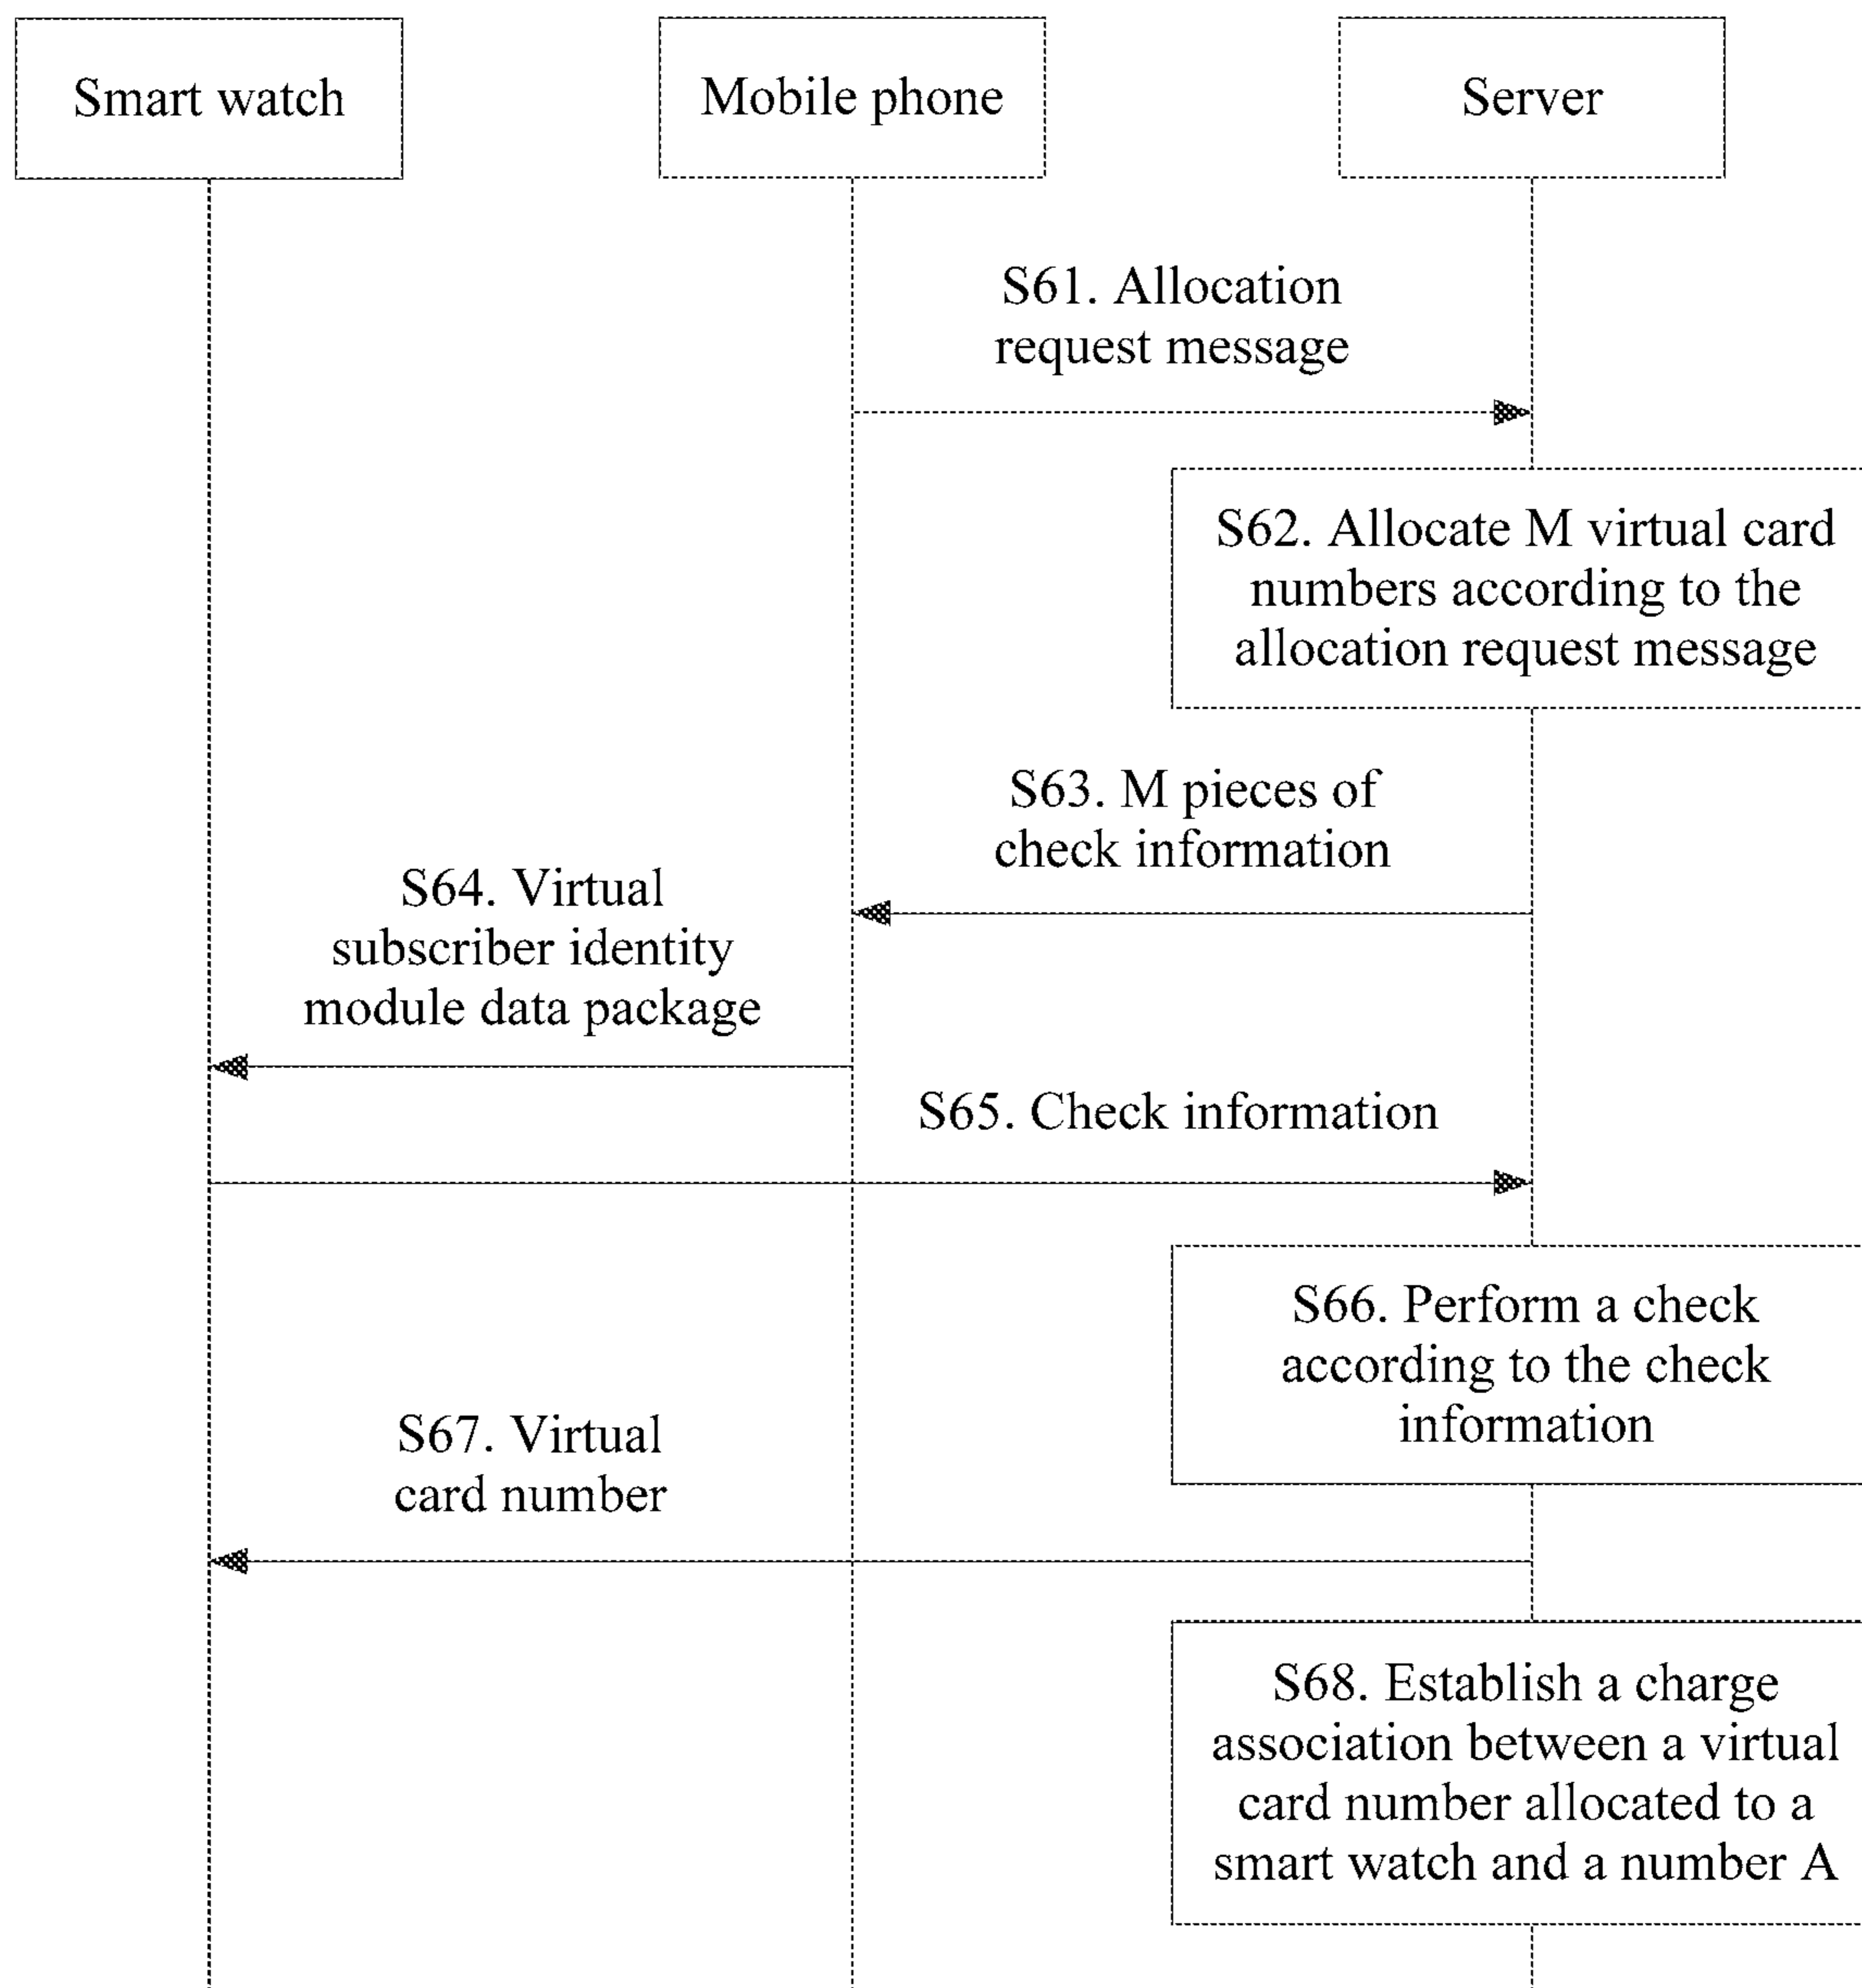 Smart watch
Mobile phone
Server
S61. Allocation
request message
S62. Allocate M virtual card
numbers according to the
allocation request message
S63. M pieces of
check information
S64. Virtual
subscriber identity
module data package
S65. Check information
S66. Perform a check
according to the check
information
S67. Virtual
card number
S68. Establish a charge
association between a virtual
card number allocated to a
smart watch and a number A